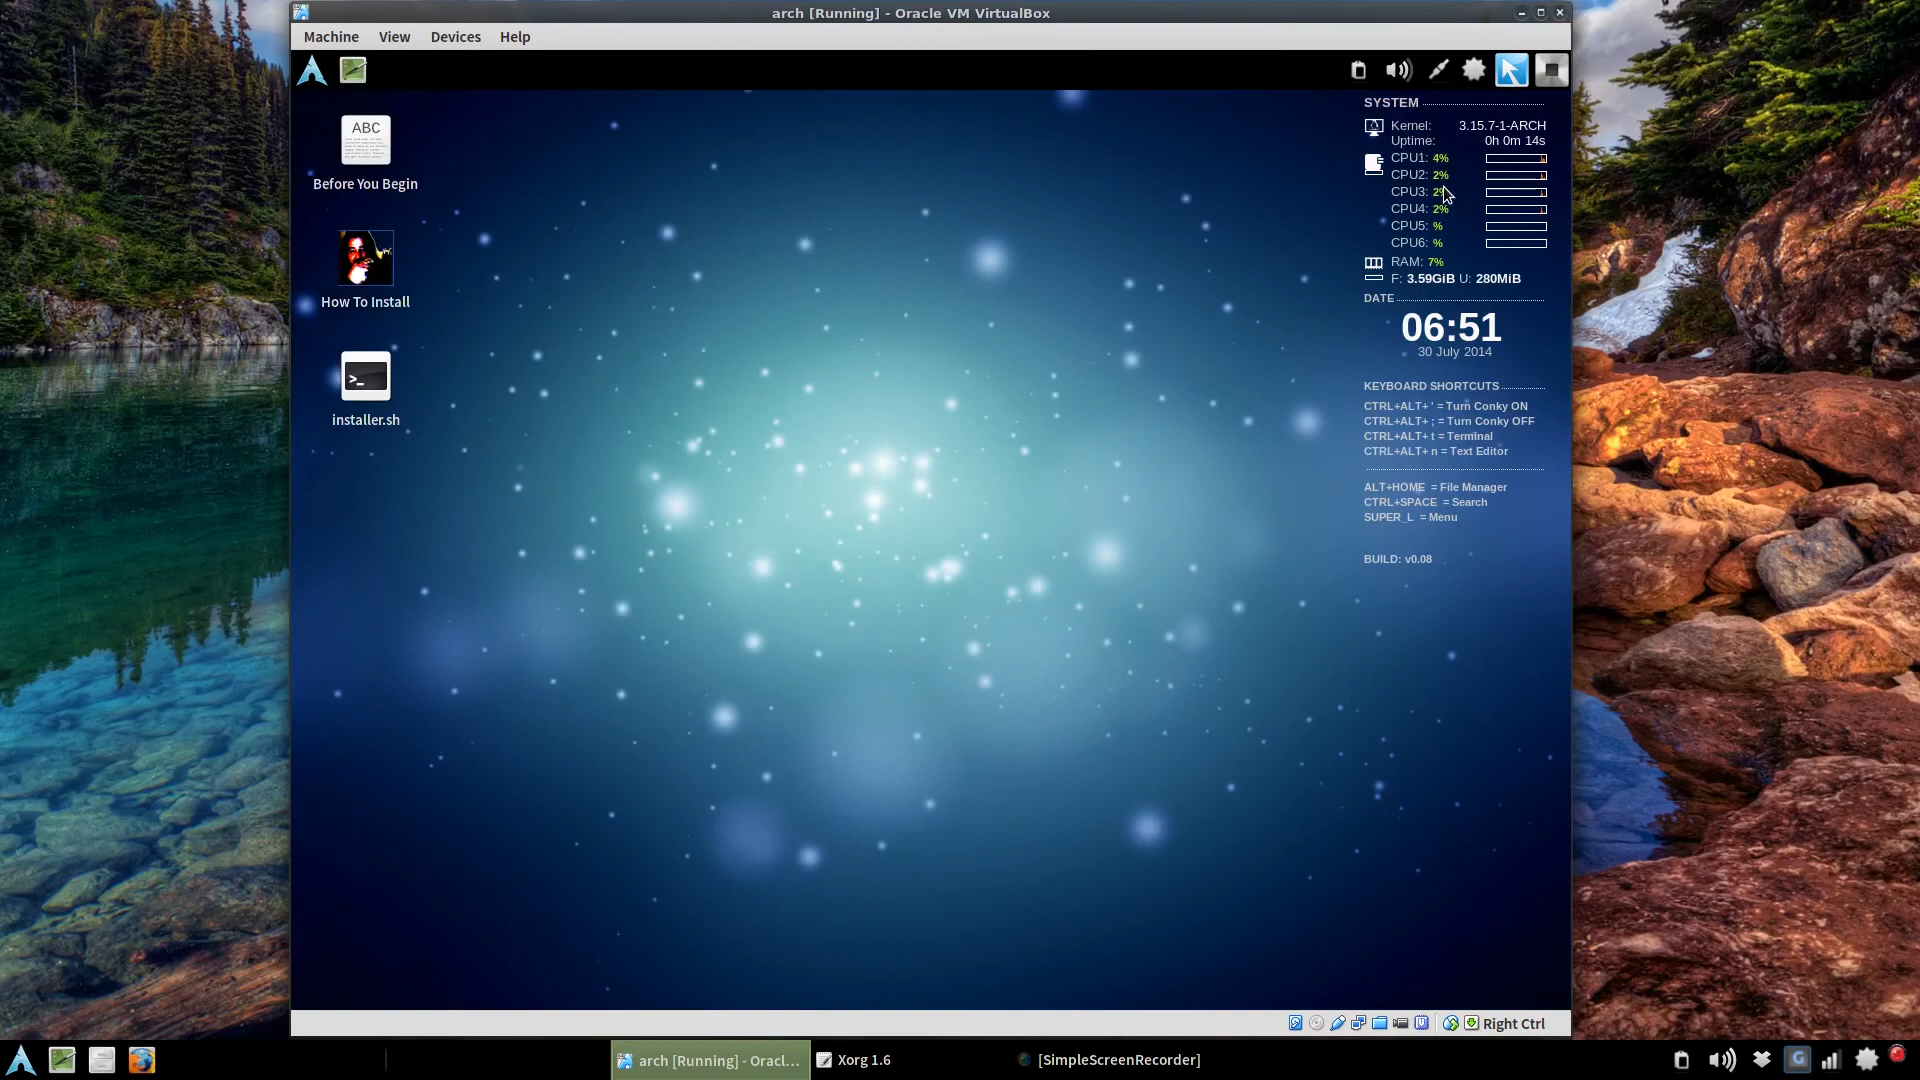 arch [Running] - Oracle VM VirtualBox
Machine View Devices Help
ABC
Before You Begin
How To Install
>_
installer.sh
SYSTEM
Kernel: 3.15.7-1-ARCH
Uptime: 0h 0m 14s
CPU1: 4%
CPU2: 2%
CPU3: 2%
CPU4: 2%
CPU5: %
CPU6: %
RAM: 7%
F: 3.59GiB U: 280MiB
DATE
06:51
30 July 2014
KEYBOARD SHORTCUTS
CTRL+ALT+ ' = Turn Conky ON
CTRL+ALT+ ; = Turn Conky OFF
CTRL+ALT+ t = Terminal
CTRL+ALT+ n = Text Editor
ALT+HOME = File Manager
CTRL+SPACE = Search
SUPER_L = Menu
BUILD: v0.08
Right Ctrl
arch [Running] - Oracl... Xorg 1.6 [SimpleScreenRecorder] G